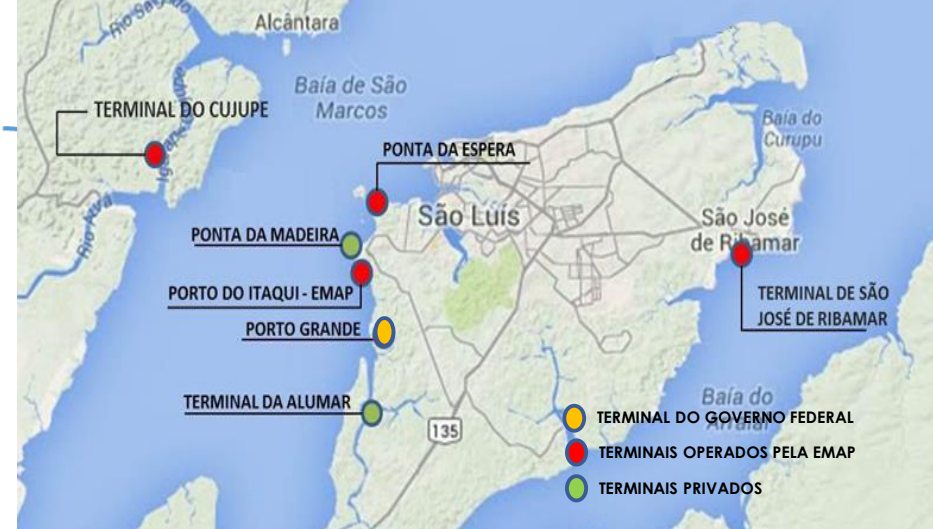 Rio Salgado
Alcântara
Baía de São
Marcos
TERMINAL DO CUJUPE
Baía do
Curupu
PONTA DA ESPERA
São Luís
São José
de Ribamar
PONTA DA MADEIRA
PORTO DO ITAQUI - EMAP
TERMINAL DE SÃO
JOSÉ DE RIBAMAR
PORTO GRANDE
TERMINAL DA ALUMAR
135
Baía do
Arraial
TERMINAL DO GOVERNO FEDERAL
TERMINAIS OPERADOS PELA EMAP
TERMINAIS PRIVADOS